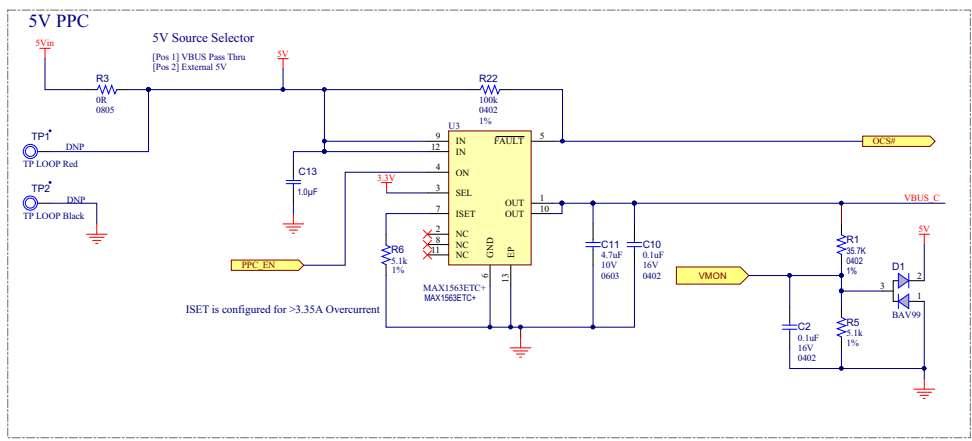 5V PPC
5Vin
5V Source Selector
[Pos 1] VBUS Pass Thru
[Pos 2] External 5V
5V
R3
0R
0805
R22
100k
0402
1%
TP1
DNP
TP LOOP Red
TP2
DNP
TP LOOP Black
C13
1.0µF
U3
9 IN
12 IN
4 ON
3 SEL
7 ISET
2 NC
8 NC
11 NC
FAULT 5
OUT 1
OUT 10
GND 6
EP 13
MAX1563ETC+
MAX1563ETC+
3.3V
OCS#
VBUS_C
R6
5.1k
1%
PPC_EN
ISET is configured for >3.35A Overcurrent
C11
4.7uF
10V
0603
C10
0.1uF
16V
0402
R1
35.7K
0402
1%
5V
VMON
D1
2
3
1
BAV99
C2
0.1uF
16V
0402
R5
5.1k
1%